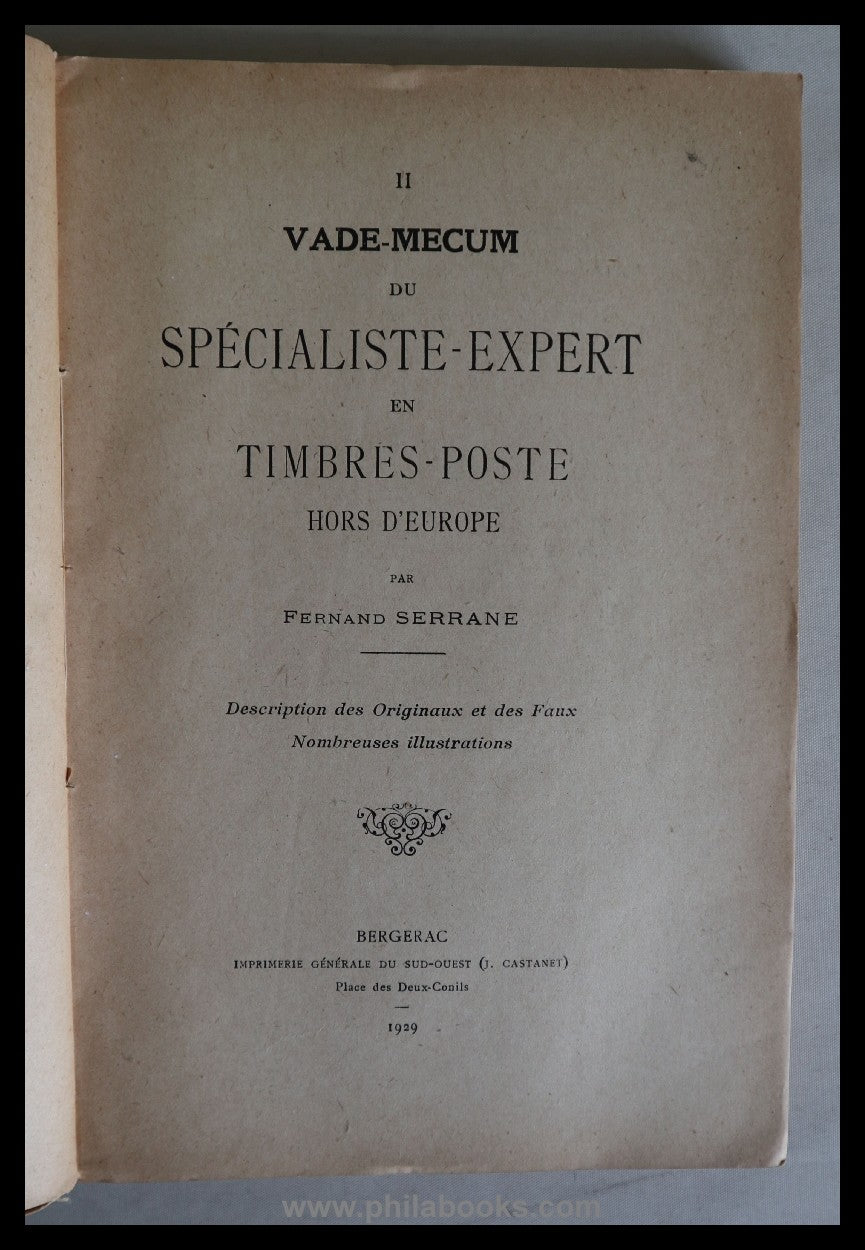 II
VADE-MECUM
DU
SPÉCIALISTE-EXPERT
EN
TIMBRES-POSTE
HORS D'EUROPE
PAR
FERNAND SERRANE
Description des Originaux et des Faux
Nombreuses illustrations
BERGERAC
IMPRIMERIE GÉNÉRALE DU SUD-OUEST (J. CASTANET)
Place des Deux-Conils
1929
www.philabooks.com